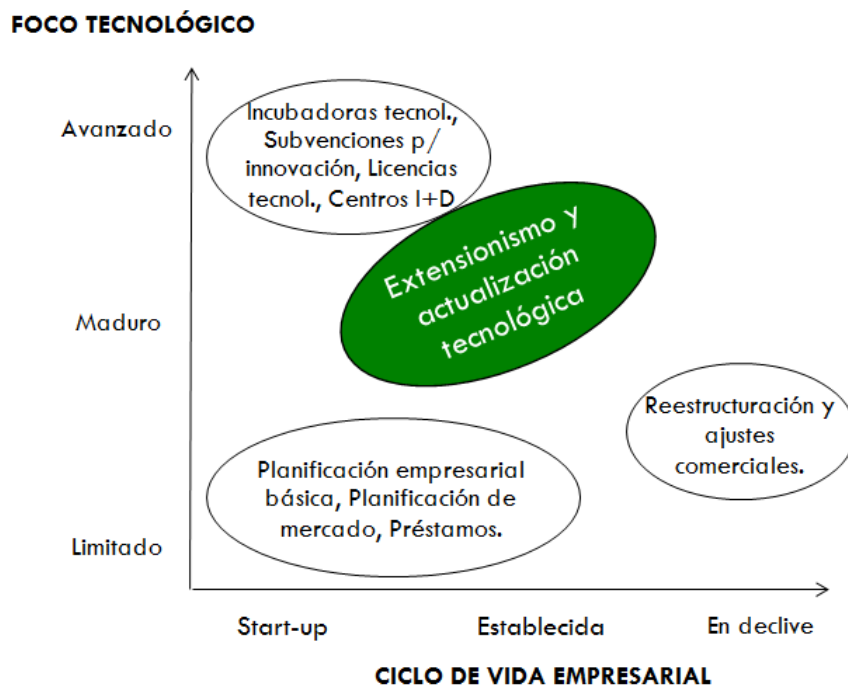 FOCO TECNOLÓGICO
Avanzado
Incubadoras tecnol.,
Subvenciones p/
innovación, Licencias
tecnol., Centros I+D
Extensionismo y
actualización
tecnológica
Maduro
Reestructuración y
ajustes
comerciales.
Planificación empresarial
básica, Planificación de
mercado, Préstamos.
Limitado
Start-up
Establecida
En declive
CICLO DE VIDA EMPRESARIAL